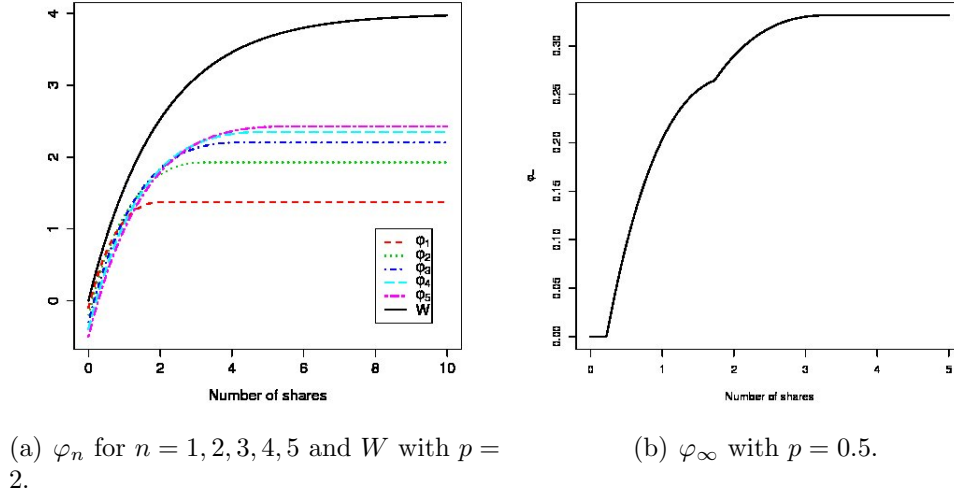 4
3
2
1
0
0 2 4 6 8 10
Number of shares
Φ₁
Φ₂
Φ₃
Φ₄
Φ₅
W
0.30
0.25
0.20
0.15
0.10
0.05
0.00
0 1 2 3 4 5
Number of shares
(a) φₙ for n = 1, 2, 3, 4, 5 and W with p =
2.
(b) φ∞ with p = 0.5.